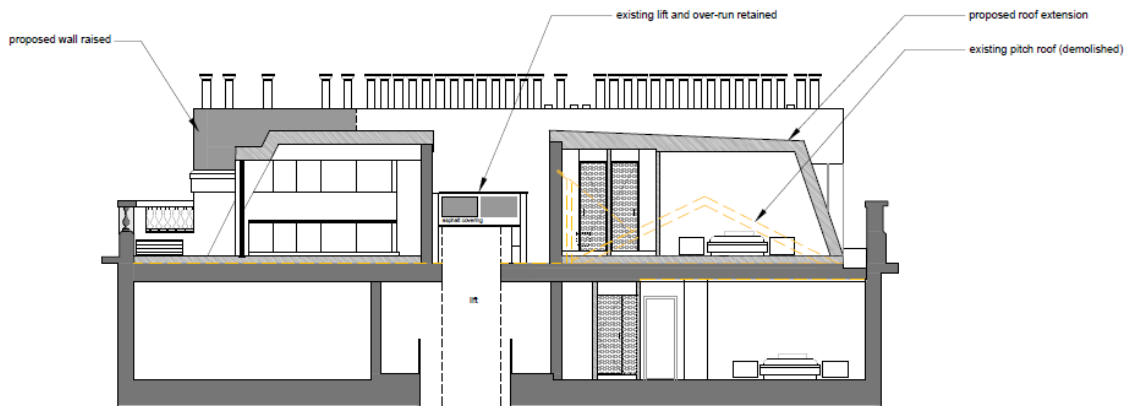 existing lift and over-run retained
proposed roof extension
proposed wall raised
existing pitch roof (demolished)
asphalt covering
lift